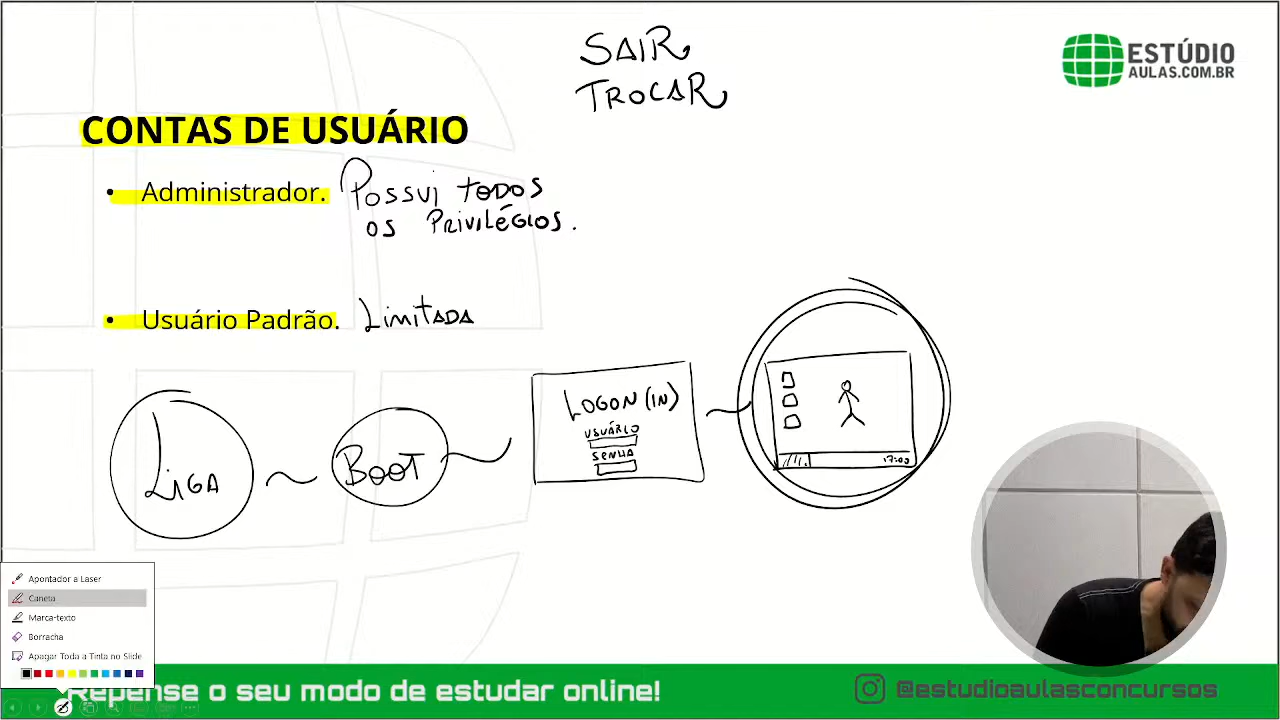 SAIR
TROCAR
ESTÚDIO
AULAS.COM.BR
CONTAS DE USUÁRIO
• Administrador. POSSUI TODOS
OS PRIVILÉGIOS.
• Usuário Padrão. LIMITADA
LIGA
BOOT
LOGON (IN)
USUÁRIO
SENHA
17:00
Apontador a Laser
Caneta
Marca-texto
Borracha
Apagar Toda a Tinta no Slide
Repense o seu modo de estudar online!
@estudioaulasconcursos